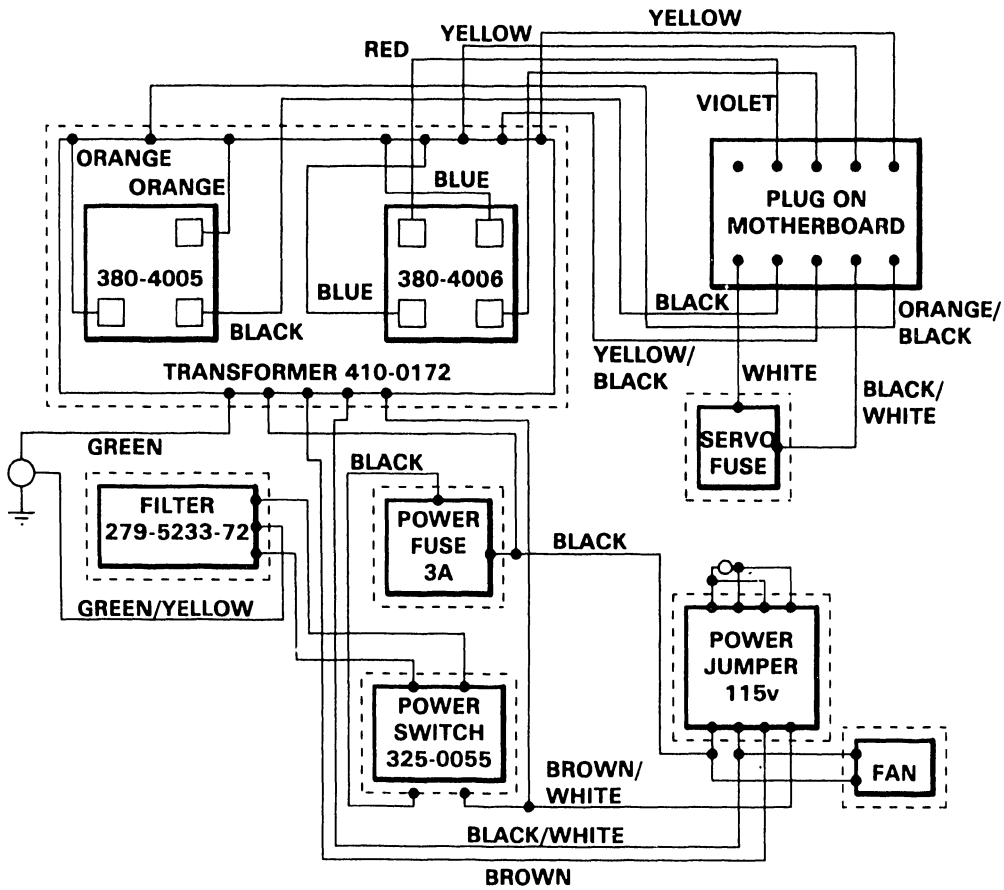 YELLOW
YELLOW
RED
VIOLET
ORANGE
ORANGE
BLUE
PLUG ON
MOTHERBOARD
380-4005
380-4006
BLUE
BLACK
BLACK
ORANGE/
BLACK
YELLOW/
BLACK
TRANSFORMER 410-0172
WHITE
BLACK/
WHITE
GREEN
SERVO
FUSE
BLACK
FILTER
279-5233-72
POWER
FUSE
3A
BLACK
GREEN/YELLOW
POWER
JUMPER
115v
POWER
SWITCH
325-0055
BROWN/
WHITE
FAN
BLACK/WHITE
BROWN